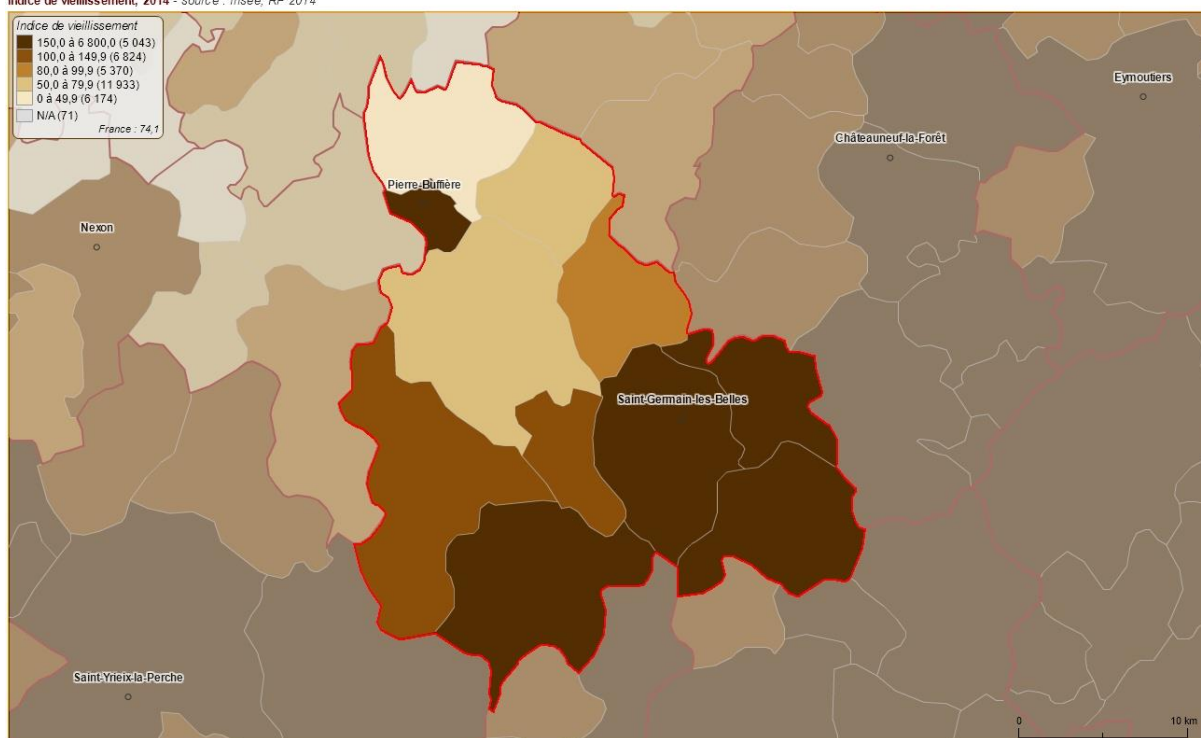 Indice de vieillissement, 2014 - source : Insee, RP 2014
Indice de vieillissement
150,0 à 6 800,0 (5 043)
100,0 à 149,9 (6 824)
80,0 à 99,9 (5 370)
50,0 à 79,9 (11 933)
0 à 49,9 (6 174)
N/A (71)
France : 74,1
Eymoutiers
Châteauneuf-la-Forêt
Pierre-Buffière
Nexon
Saint-Germain-les-Belles
Saint-Yrieix-la-Perche
0 10 km